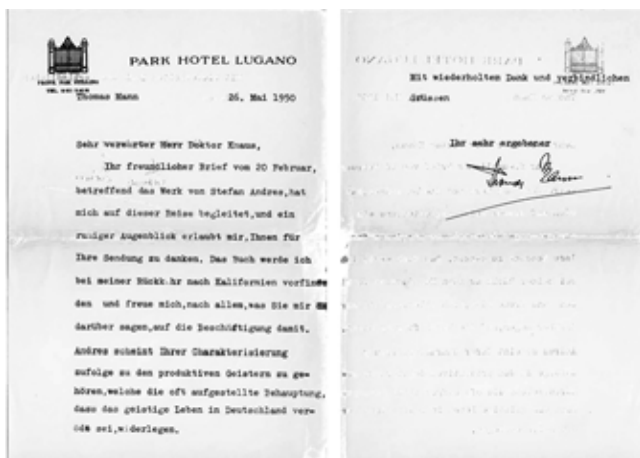 PARK HOTEL LUGANO
Thomas Mann 26. Mai 1950
Sehr verehrter Herr Doktor Knaus,
Ihr freundlicher Brief vom 20 Februar,
betreffend das Werk von Stefan Andres, hat
mich auf dieser Reise begleitet, und ein
ruhiger Augenblick erlaubt mir, Ihnen für
Ihre Sendung zu danken. Das Buch werde ich
bei meiner Rückkehr nach Kalifornien vorfin
den und freue mich, nach allem, was Sie mir
darüber sagen, auf die Beschäftigung damit.
Andres scheint Ihrer Charakterisierung
zufolge zu den produktiven Geistern zu ge-
hören, welche die oft aufgestellte Behauptung,
dass das geistige Leben in Deutschland ver-
ödet sei, widerlegen.
Mit wiederholtem Dank und verbindlichen
Grüssen
Ihr sehr ergebener
Thomas Mann